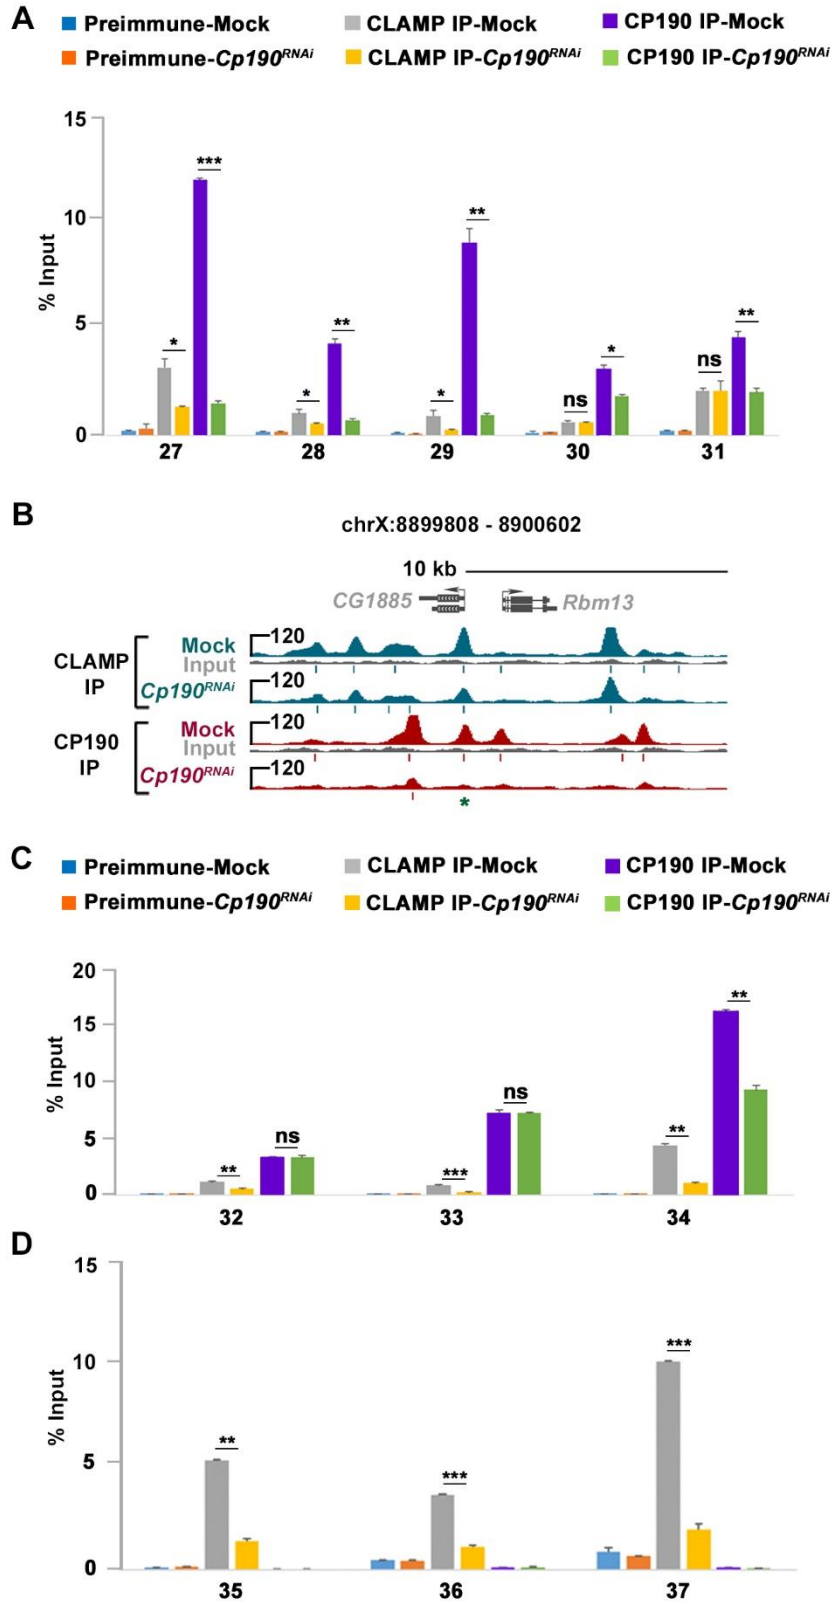 A
Preimmune-Mock CLAMP IP-Mock CP190 IP-Mock
Preimmune-Cp190RNAi CLAMP IP-Cp190RNAi CP190 IP-Cp190RNAi
15
10
5
0
% Input
*** * ** * ** * * ns ** ns
27 28 29 30 31
B
chrX:8899808 - 8900602
10 kb
CG1885 Rbm13
CLAMP IP
Mock 120
Input
Cp190RNAi 120
CP190 IP
Mock 120
Input
Cp190RNAi 120
*
C
Preimmune-Mock CLAMP IP-Mock CP190 IP-Mock
Preimmune-Cp190RNAi CLAMP IP-Cp190RNAi CP190 IP-Cp190RNAi
20
15
10
5
0
% Input
** ns *** ns ** **
32 33 34
D
15
10
5
0
% Input
** *** ***
35 36 37